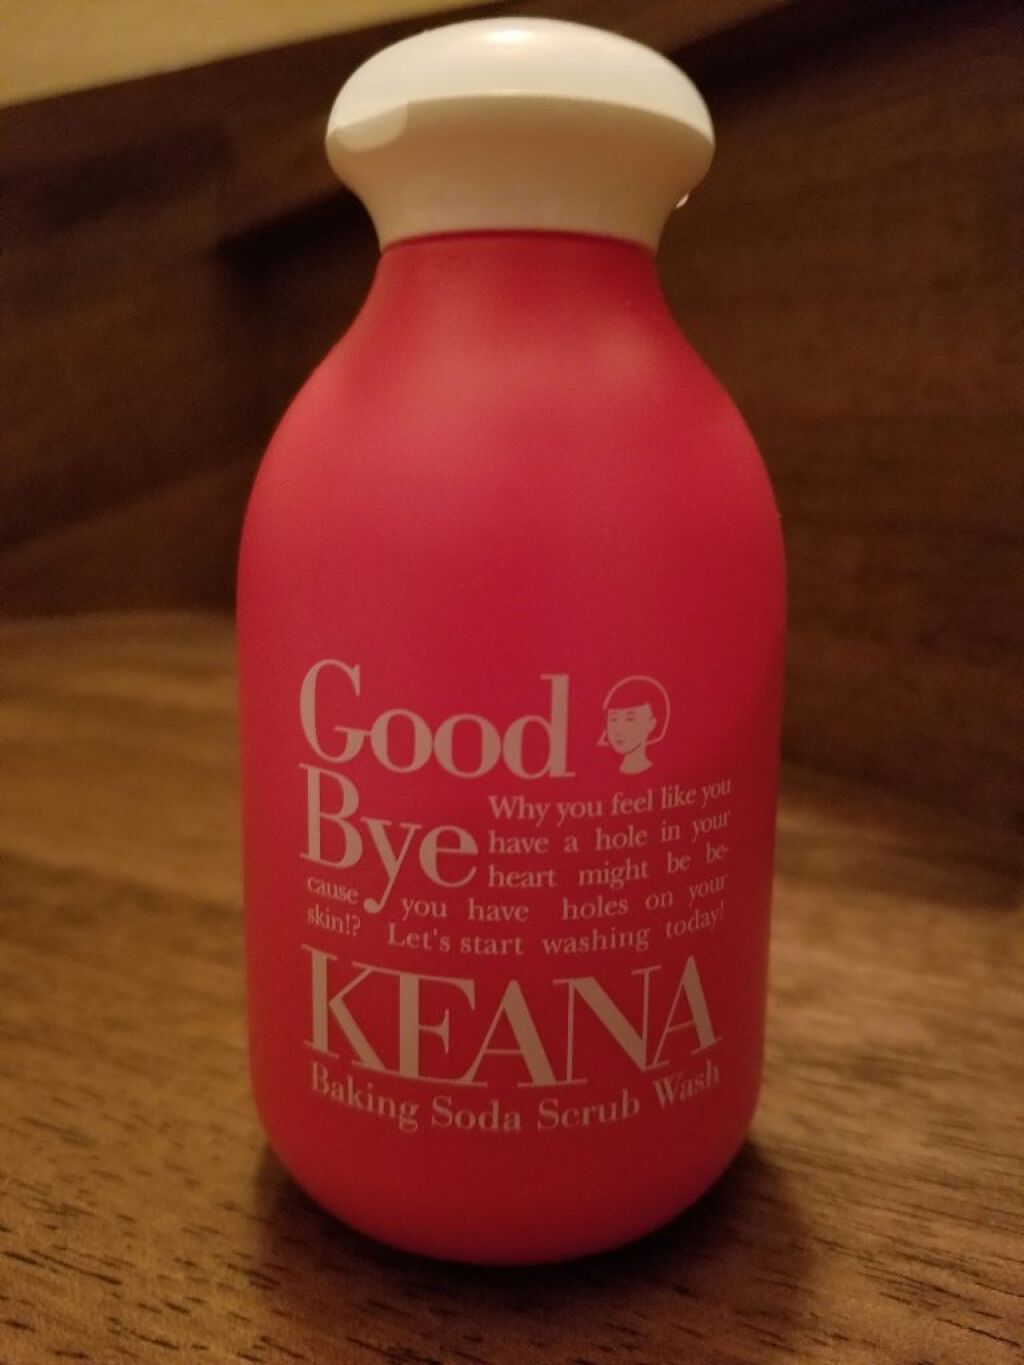 Good
Bye
Why you feel like you
have a hole in your
heart might be be-
cause you have holes on your
skin!? Let's start washing today!
KEANA
Baking Soda Scrub Wash